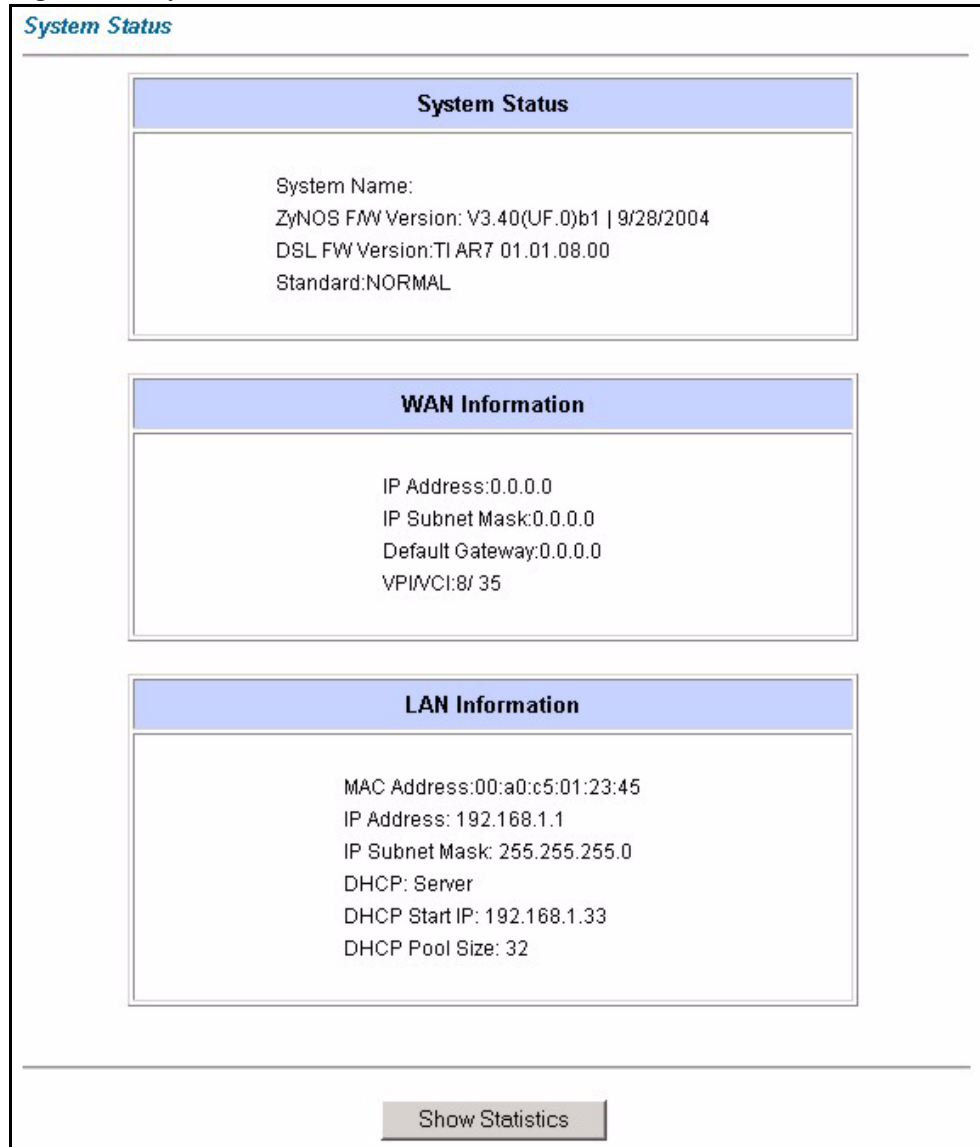 System Status
System Status
System Name:
ZyNOS F/W Version: V3.40(UF.0)b1 | 9/28/2004
DSL FW Version:TI AR7 01.01.08.00
Standard:NORMAL
WAN Information
IP Address:0.0.0.0
IP Subnet Mask:0.0.0.0
Default Gateway:0.0.0.0
VPI/VCI:8/ 35
LAN Information
MAC Address:00:a0:c5:01:23:45
IP Address: 192.168.1.1
IP Subnet Mask: 255.255.255.0
DHCP: Server
DHCP Start IP: 192.168.1.33
DHCP Pool Size: 32
Show Statistics